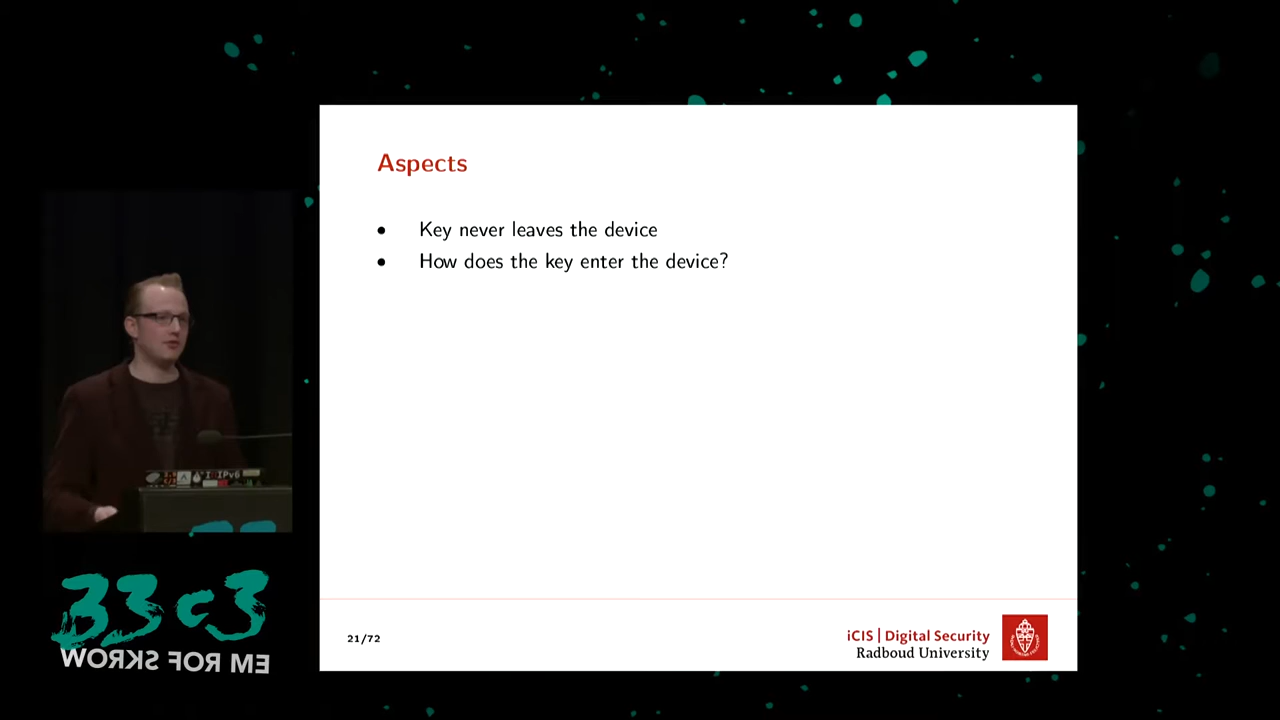 Aspects
• Key never leaves the device
• How does the key enter the device?
21/72
iCIS | Digital Security
Radboud University
IPv6
33c3
WORKS FOR ME